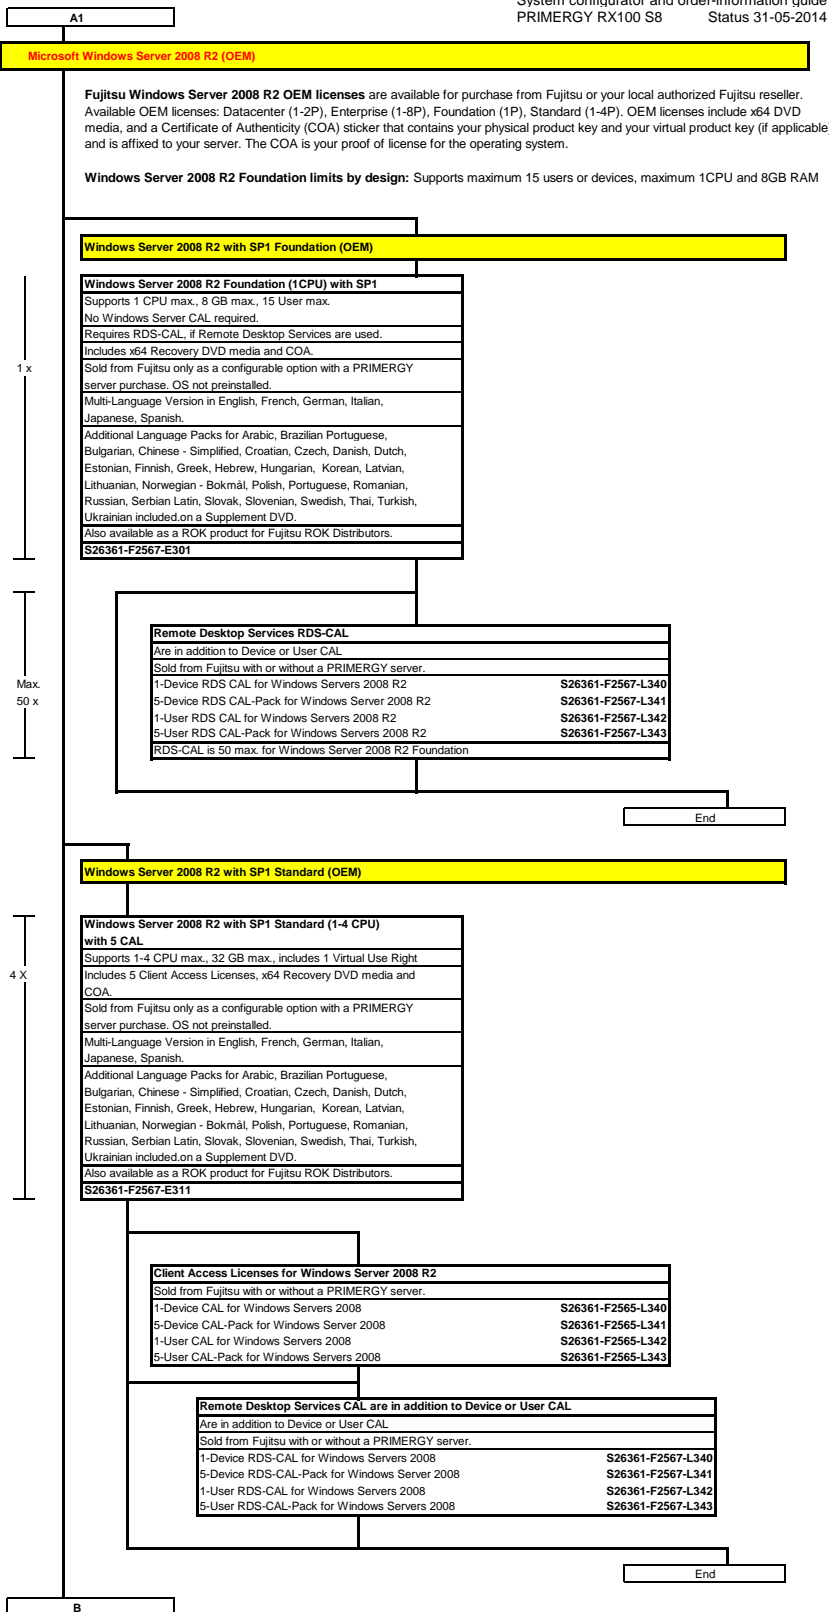 System configurator and order-information guide
A1
PRIMERGY RX100 S8 Status 31-05-2014
Microsoft Windows Server 2008 R2 (OEM)
Fujitsu Windows Server 2008 R2 OEM licenses are available for purchase from Fujitsu or your local authorized Fujitsu reseller.
Available OEM licenses: Datacenter (1-2P), Enterprise (1-8P), Foundation (1P), Standard (1-4P). OEM licenses include x64 DVD
media, and a Certificate of Authenticity (COA) sticker that contains your physical product key and your virtual product key (if applicable)
and is affixed to your server. The COA is your proof of license for the operating system.
Windows Server 2008 R2 Foundation limits by design: Supports maximum 15 users or devices, maximum 1CPU and 8GB RAM
Windows Server 2008 R2 with SP1 Foundation (OEM)
Windows Server 2008 R2 Foundation (1CPU) with SP1
Supports 1 CPU max., 8 GB max., 15 User max.
No Windows Server CAL required.
Requires RDS-CAL, if Remote Desktop Services are used.
Includes x64 Recovery DVD media and COA.
1 x
Sold from Fujitsu only as a configurable option with a PRIMERGY
server purchase. OS not preinstalled.
Multi-Language Version in English, French, German, Italian,
Japanese, Spanish.
Additional Language Packs for Arabic, Brazilian Portuguese,
Bulgarian, Chinese - Simplified, Croatian, Czech, Danish, Dutch,
Estonian, Finnish, Greek, Hebrew, Hungarian, Korean, Latvian,
Lithuanian, Norwegian - Bokmål, Polish, Portuguese, Romanian,
Russian, Serbian Latin, Slovak, Slovenian, Swedish, Thai, Turkish,
Ukrainian included.on a Supplement DVD.
Also available as a ROK product for Fujitsu ROK Distributors.
S26361-F2567-E301
Remote Desktop Services RDS-CAL
Are in addition to Device or User CAL
Sold from Fujitsu with or without a PRIMERGY server.
Max.
50 x
1-Device RDS CAL for Windows Servers 2008 R2 S26361-F2567-L340
5-Device RDS CAL-Pack for Windows Server 2008 R2 S26361-F2567-L341
1-User RDS CAL for Windows Servers 2008 R2 S26361-F2567-L342
5-User RDS CAL-Pack for Windows Servers 2008 R2 S26361-F2567-L343
RDS-CAL is 50 max. for Windows Server 2008 R2 Foundation
End
Windows Server 2008 R2 with SP1 Standard (OEM)
Windows Server 2008 R2 with SP1 Standard (1-4 CPU)
with 5 CAL
Supports 1-4 CPU max., 32 GB max., includes 1 Virtual Use Right
4 X
Includes 5 Client Access Licenses, x64 Recovery DVD media and
COA.
Sold from Fujitsu only as a configurable option with a PRIMERGY
server purchase. OS not preinstalled.
Multi-Language Version in English, French, German, Italian,
Japanese, Spanish.
Additional Language Packs for Arabic, Brazilian Portuguese,
Bulgarian, Chinese - Simplified, Croatian, Czech, Danish, Dutch,
Estonian, Finnish, Greek, Hebrew, Hungarian, Korean, Latvian,
Lithuanian, Norwegian - Bokmål, Polish, Portuguese, Romanian,
Russian, Serbian Latin, Slovak, Slovenian, Swedish, Thai, Turkish,
Ukrainian included.on a Supplement DVD.
Also available as a ROK product for Fujitsu ROK Distributors.
S26361-F2567-E311
Client Access Licenses for Windows Server 2008 R2
Sold from Fujitsu with or without a PRIMERGY server.
1-Device CAL for Windows Servers 2008 S26361-F2565-L340
5-Device CAL-Pack for Windows Server 2008 S26361-F2565-L341
1-User CAL for Windows Servers 2008 S26361-F2565-L342
5-User CAL-Pack for Windows Servers 2008 S26361-F2565-L343
Remote Desktop Services CAL are in addition to Device or User CAL
Are in addition to Device or User CAL
Sold from Fujitsu with or without a PRIMERGY server.
1-Device RDS-CAL for Windows Servers 2008 S26361-F2567-L340
5-Device RDS-CAL-Pack for Windows Server 2008 S26361-F2567-L341
1-User RDS-CAL for Windows Servers 2008 S26361-F2567-L342
5-User RDS-CAL-Pack for Windows Servers 2008 S26361-F2567-L343
End
B